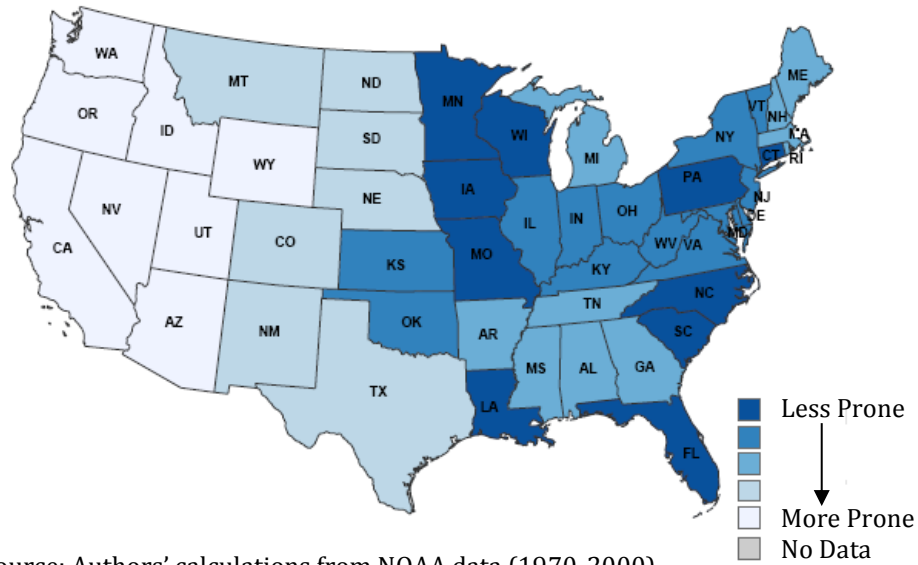 WA
MT
ND
ME
OR
MN
VT
NH
ID
SD
WI
NY
MA
WY
MI
CT
RI
NE
IA
PA
NV
IL
IN
OH
NJ
DE
UT
CO
MD
CA
KS
MO
WV
VA
KY
NC
AZ
NM
OK
TN
AR
SC
MS
AL
GA
TX
LA
FL
Less Prone
More Prone
No Data
ource: Authors' calculations from NOAA data (1970-2000)